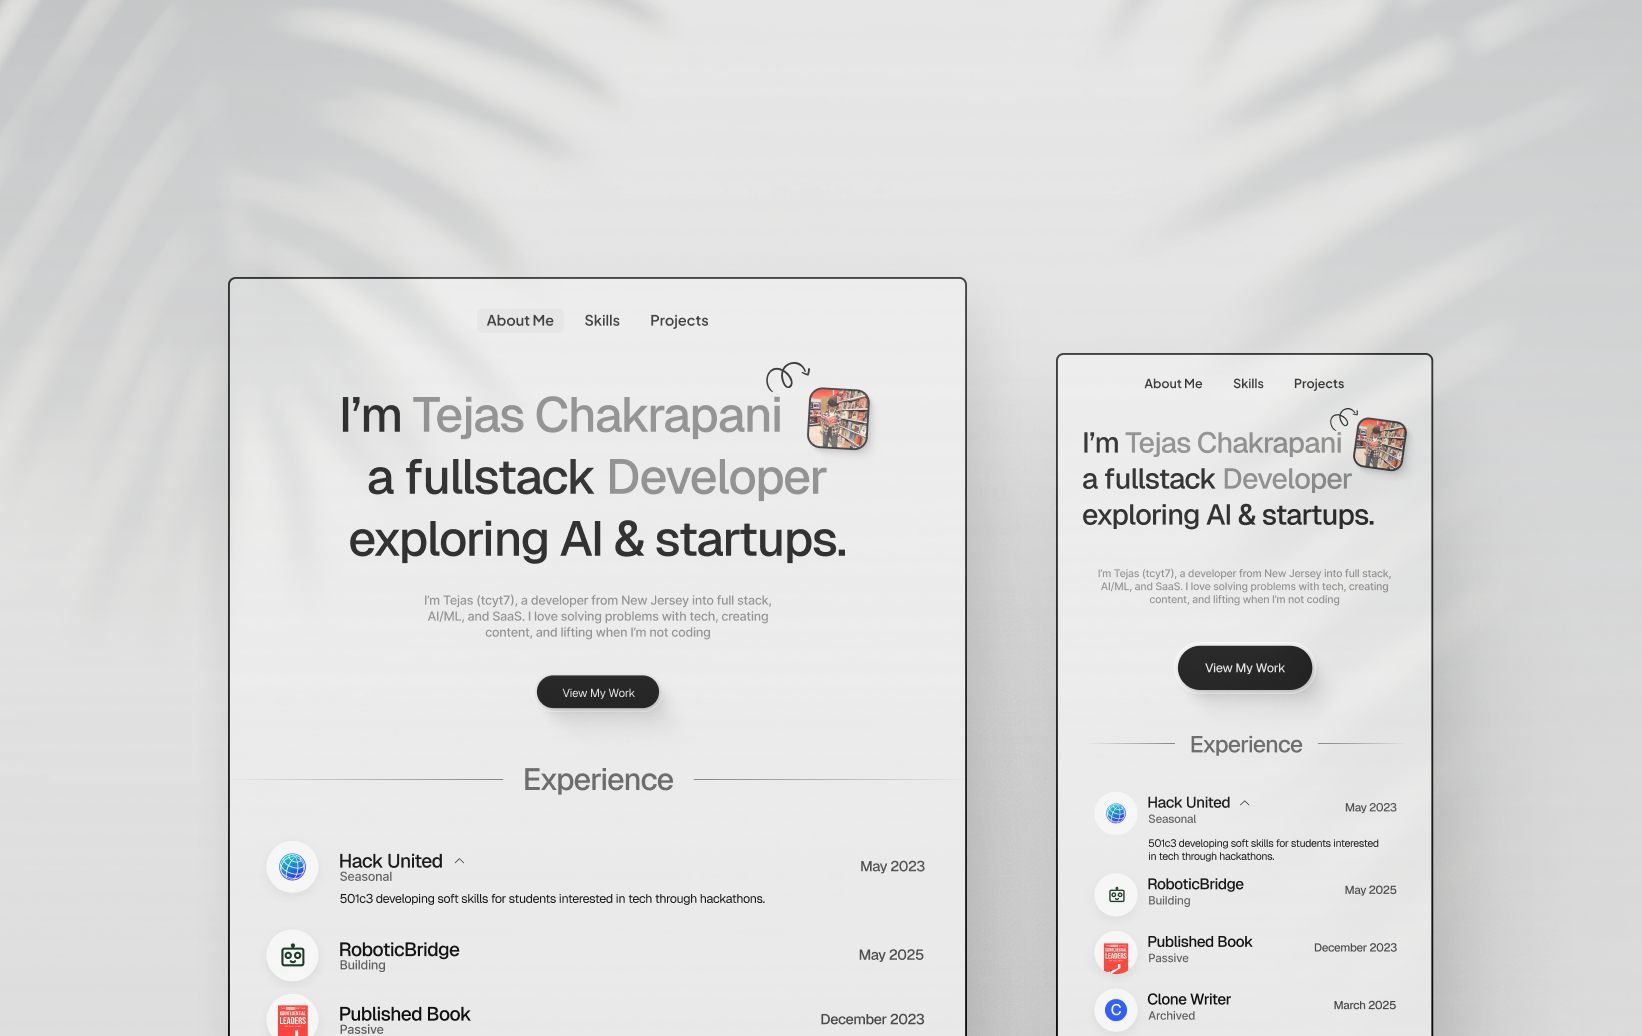 About Me Skills Projects
I'm Tejas Chakrapani
a fullstack Developer
exploring AI & startups.
I'm Tejas (tcyt7), a developer from New Jersey into full stack,
AI/ML, and SaaS. I love solving problems with tech, creating
content, and lifting when I'm not coding
View My Work
Experience
Hack United May 2023
Seasonal
501c3 developing soft skills for students interested in tech through hackathons.
RoboticBridge May 2025
Building
LEADERS
Published Book December 2023
Passive
About Me Skills Projects
I'm Tejas Chakrapani
a fullstack Developer
exploring AI & startups.
I'm Tejas (tcyt7), a developer from New Jersey into full stack,
AI/ML, and SaaS. I love solving problems with tech, creating
content, and lifting when I'm not coding
View My Work
Experience
Hack United May 2023
Seasonal
501c3 developing soft skills for students interested
in tech through hackathons.
RoboticBridge May 2025
Building
LEADERS
Published Book December 2023
Passive
C
Clone Writer March 2025
Archived